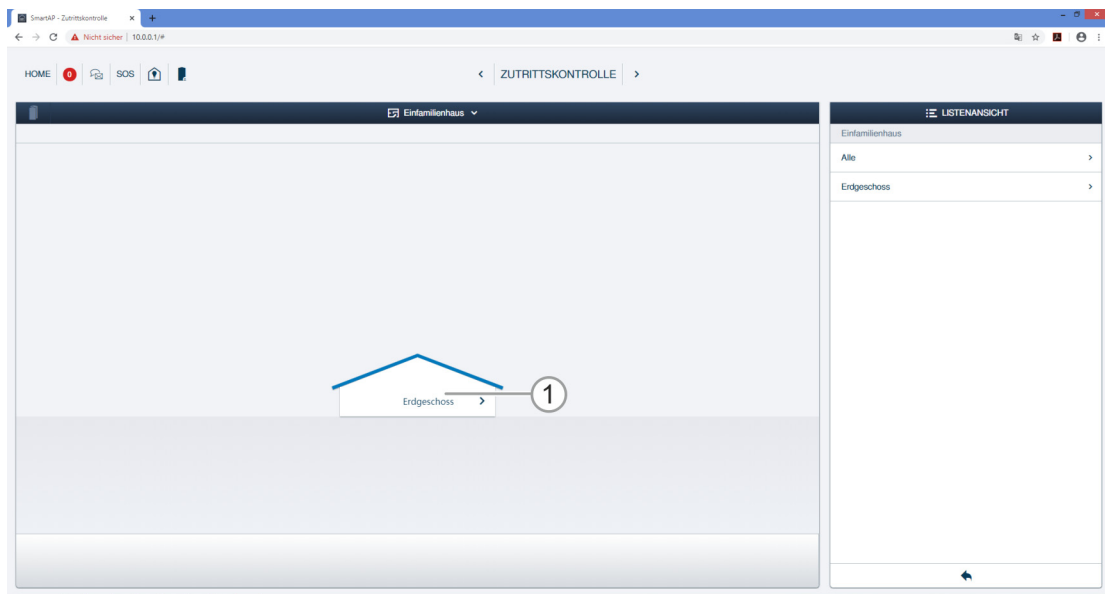 SmartAP - Zutrittskontrolle
Nicht sicher | 10.0.0.1/#
HOME 0 SOS
ZUTRITTSKONTROLLE
Einfamilienhaus
LISTENANSICHT
Einfamilienhaus
Alle
Erdgeschoss
Erdgeschoss
1